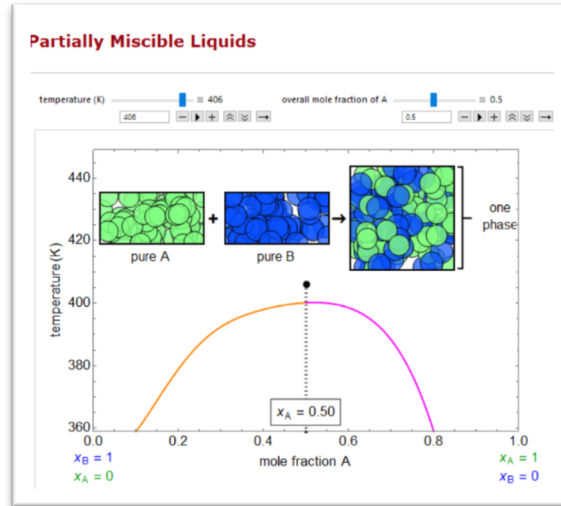 Partially Miscible Liquids
temperature (K) 406
overall mole fraction of A 0.5
406
0.5
440
420
400
380
360
temperature (K)
pure A + pure B →
one
phase
x_A = 0.50
0.0 0.2 0.4 0.6 0.8 1.0
mole fraction A
x_B = 1
x_A = 0
x_A = 1
x_B = 0